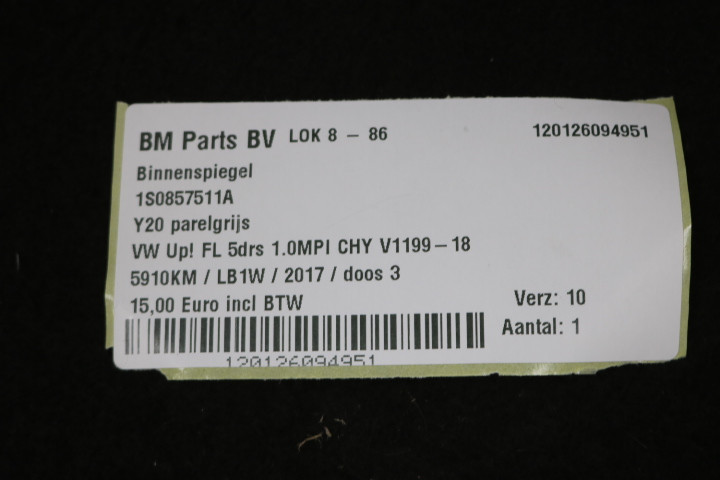 BM Parts BV LOK 8 - 86 120126094951
Binnenspiegel
1S0857511A
Y20 parelgrijs
VW Up! FL 5drs 1.0MPI CHY V1199-18
5910KM / LB1W / 2017 / doos 3
15,00 Euro incl BTW Verz: 10
Aantal: 1
120126094951